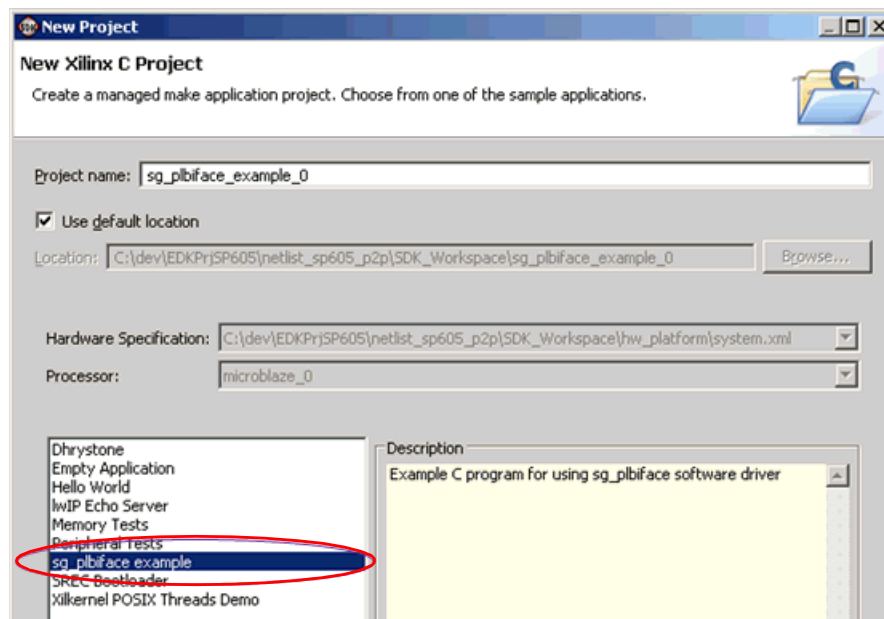 SDK New Project
New Xilinx C Project
Create a managed make application project. Choose from one of the sample applications.
C
Project name: sg_plbiface_example_0
Use default location
Location: C:\dev\EDKPrjSP605\netlist_sp605_p2p\SDK_Workspace\sg_plbiface_example_0 Browse...
Hardware Specification: C:\dev\EDKPrjSP605\netlist_sp605_p2p\SDK_Workspace\hw_platform\system.xml
Processor: microblaze_0
Dhrystone
Empty Application
Hello World
lwIP Echo Server
Memory Tests
Peripheral Tests
sg_plbiface example
SREC Bootloader
Xilkernel POSIX Threads Demo
Description
Example C program for using sg_plbiface software driver